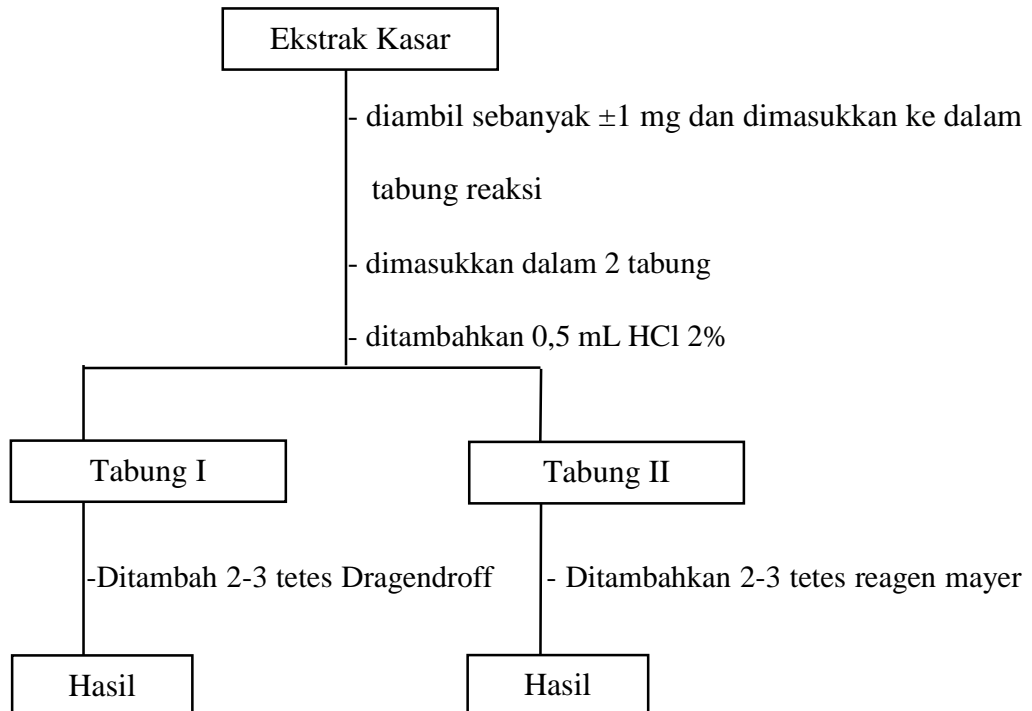 Ekstrak Kasar
- diambil sebanyak ±1 mg dan dimasukkan ke dalam
tabung reaksi
- dimasukkan dalam 2 tabung
- ditambahkan 0,5 mL HCl 2%
Tabung I
Tabung II
-Ditambah 2-3 tetes Dragendroff
- Ditambahkan 2-3 tetes reagen mayer
Hasil
Hasil